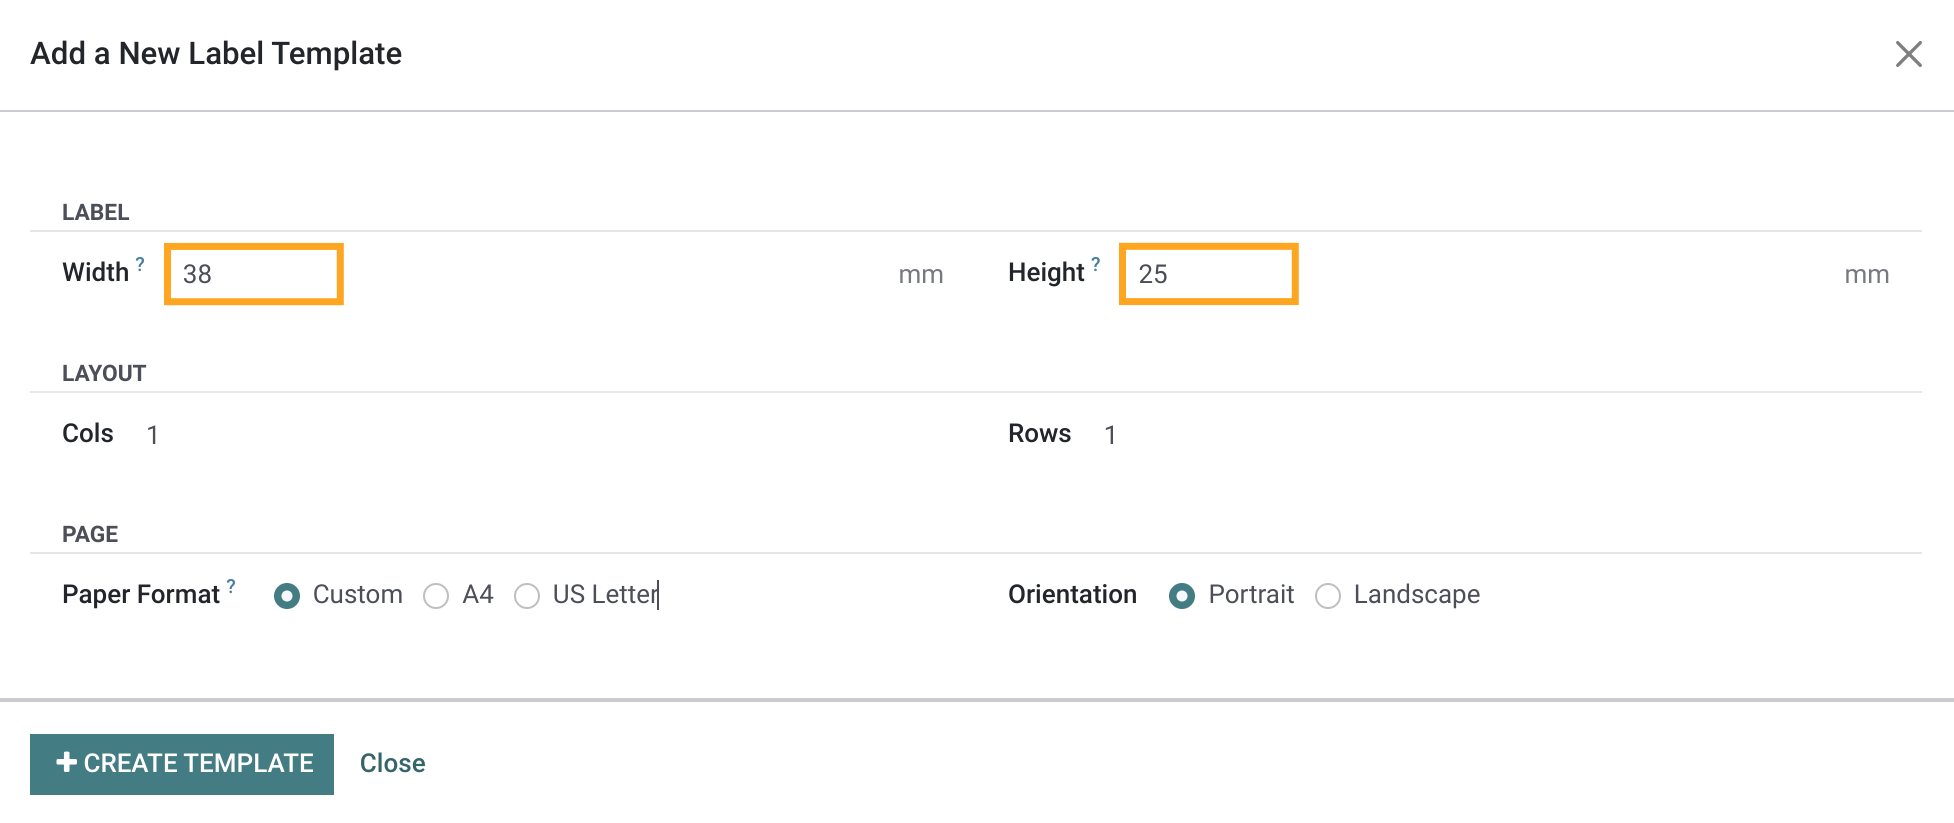 Add a New Label Template
LABEL
Width ? 38 mm Height ? 25 mm
LAYOUT
Cols 1 Rows 1
PAGE
Paper Format ? Custom A4 US Letter Orientation Portrait Landscape
+ CREATE TEMPLATE Close